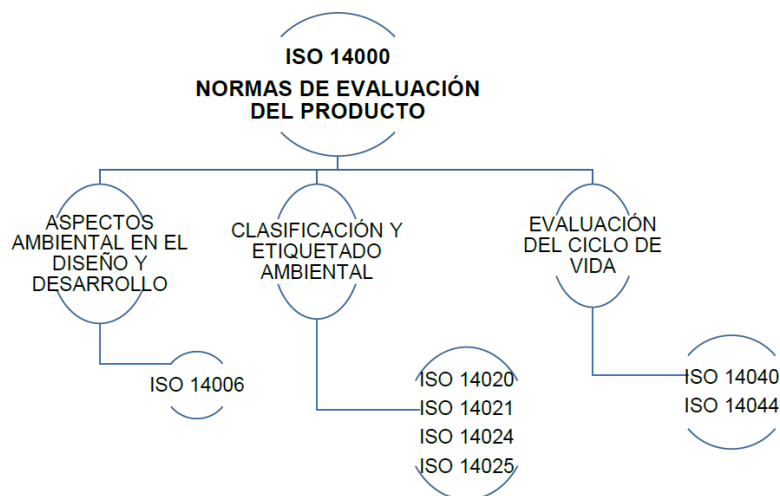 ISO 14000
NORMAS DE EVALUACIÓN
DEL PRODUCTO
ASPECTOS
AMBIENTAL EN EL
DISEÑO Y
DESARROLLO
CLASIFICACIÓN Y
ETIQUETADO
AMBIENTAL
EVALUACIÓN
DEL CICLO DE
VIDA
ISO 14006
ISO 14020
ISO 14021
ISO 14024
ISO 14025
ISO 14040
ISO 14044